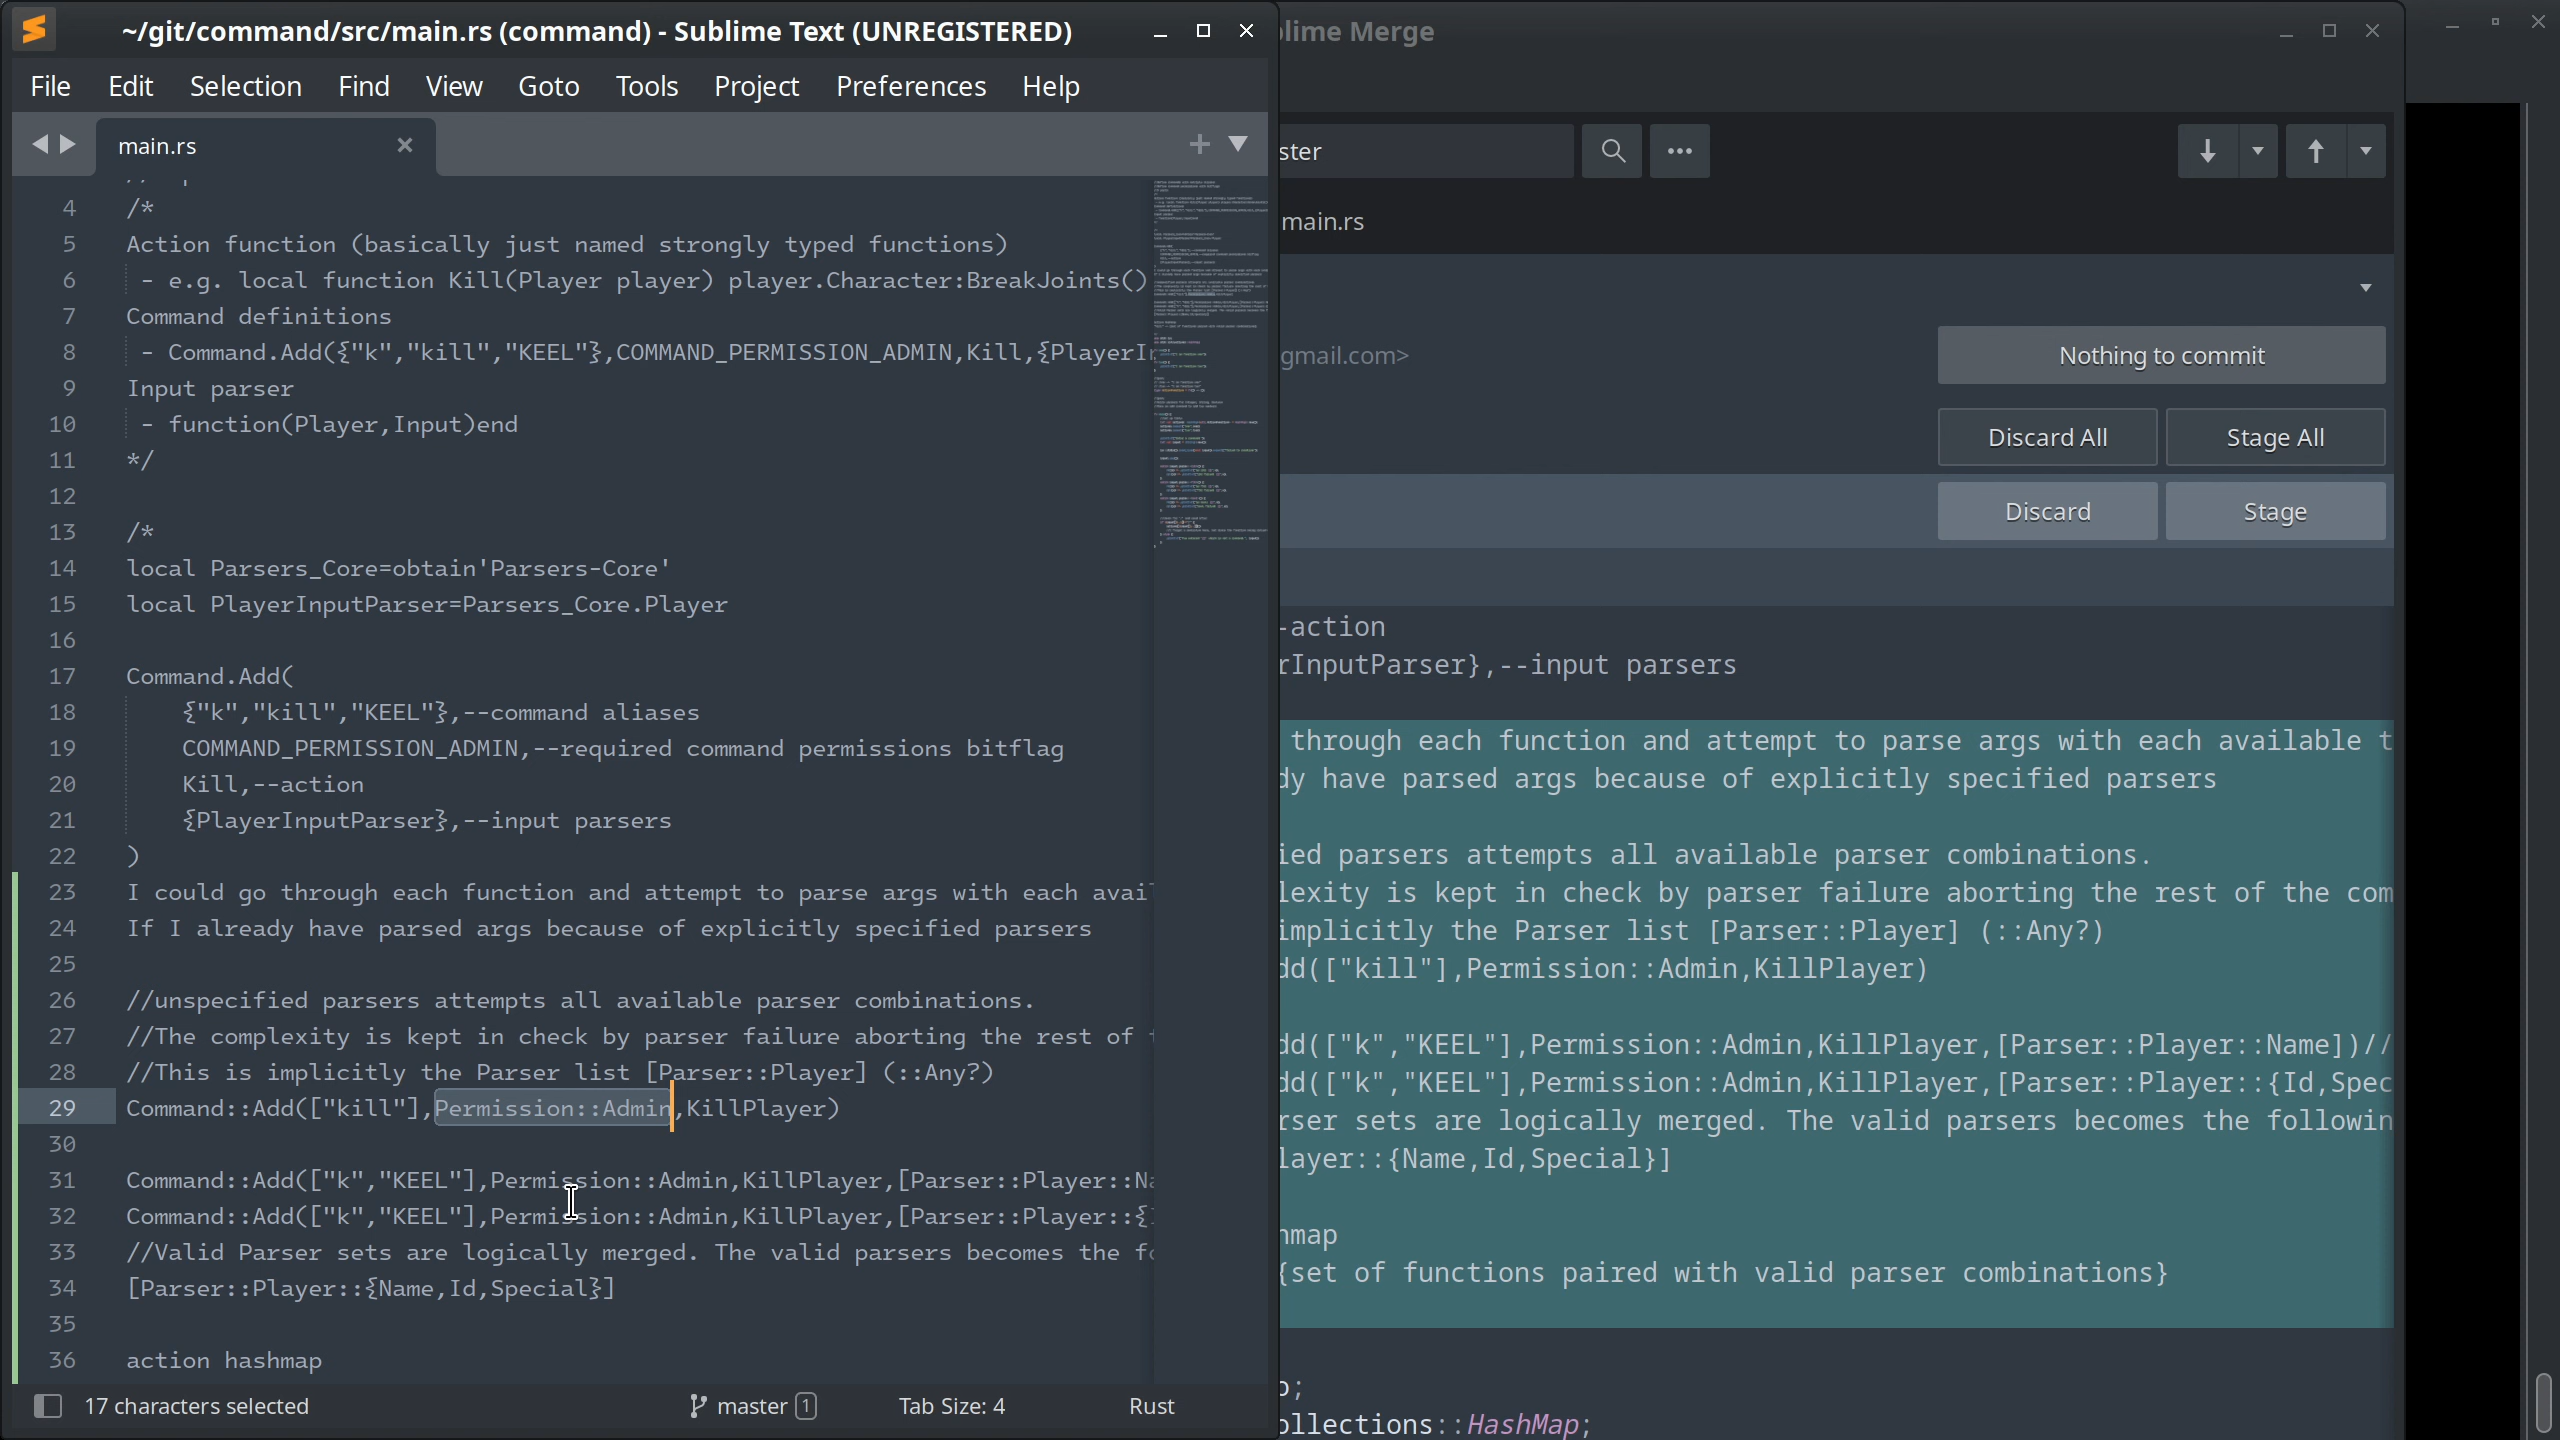 ~/git/command/src/main.rs (command) - Sublime Text (UNREGISTERED)
File Edit Selection Find View Goto Tools Project Preferences Help
main.rs
4 /*
5 Action function (basically just named strongly typed functions)
6 - e.g. local function Kill(Player player) player.Character:BreakJoints()
7 Command definitions
8 - Command.Add({"k","kill","KEEL"},COMMAND_PERMISSION_ADMIN,Kill,{PlayerIn
9 Input parser
10 - function(Player,Input)end
11 */
12
13 /*
14 local Parsers_Core=obtain'Parsers-Core'
15 local PlayerInputParser=Parsers_Core.Player
16
17 Command.Add(
18 {"k","kill","KEEL"},--command aliases
19 COMMAND_PERMISSION_ADMIN,--required command permissions bitflag
20 Kill,--action
21 {PlayerInputParser},--input parsers
22 )
23 I could go through each function and attempt to parse args with each avail
24 If I already have parsed args because of explicitly specified parsers
25
26 //unspecified parsers attempts all available parser combinations.
27 //The complexity is kept in check by parser failure aborting the rest of t
28 //This is implicitly the Parser list [Parser::Player] (::Any?)
29 Command::Add(["kill"],Permission::Admin,KillPlayer)
30
31 Command::Add(["k","KEEL"],Permission::Admin,KillPlayer,[Parser::Player::Na
32 Command::Add(["k","KEEL"],Permission::Admin,KillPlayer,[Parser::Player::{I
33 //Valid Parser sets are logically merged. The valid parsers becomes the fo
34 [Parser::Player::{Name,Id,Special}]
35
36 action hashmap
17 characters selected
master 1
Tab Size: 4
Rust
blime Merge
ster
main.rs
gmail.com>
Nothing to commit
Discard All Stage All
Discard Stage
-action
rInputParser},--input parsers
through each function and attempt to parse args with each available t
dy have parsed args because of explicitly specified parsers
ied parsers attempts all available parser combinations.
lexity is kept in check by parser failure aborting the rest of the com
implicitly the Parser list [Parser::Player] (::Any?)
dd(["kill"],Permission::Admin,KillPlayer)
dd(["k","KEEL"],Permission::Admin,KillPlayer,[Parser::Player::Name])//
dd(["k","KEEL"],Permission::Admin,KillPlayer,[Parser::Player::{Id,Spec
rser sets are logically merged. The valid parsers becomes the followin
layer::{Name,Id,Special}]
hmap
{set of functions paired with valid parser combinations}
o;
ollections::HashMap;